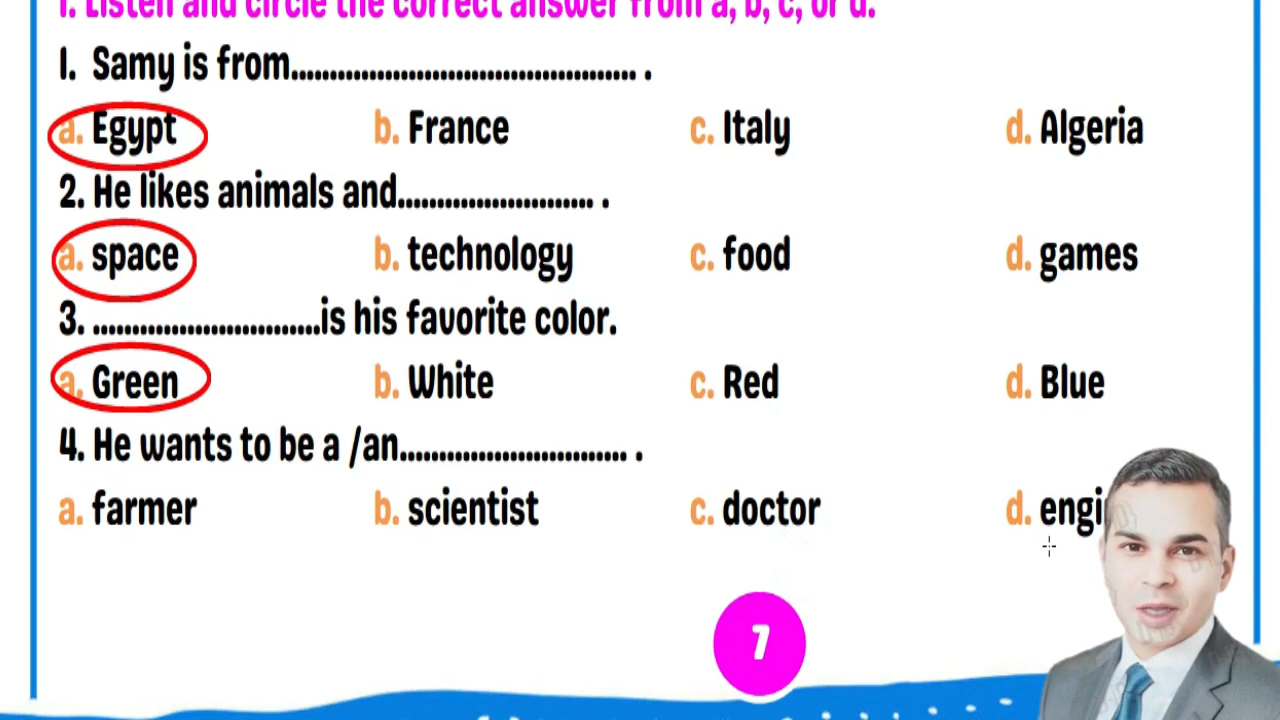 1. Listen and circle the correct answer from a, b, c, or d.
1. Samy is from............................................ .
a. Egypt b. France c. Italy d. Algeria
2. He likes animals and......................... .
a. space b. technology c. food d. games
3. .............................is his favorite color.
a. Green b. White c. Red d. Blue
4. He wants to be a /an............................. .
a. farmer b. scientist c. doctor d. engi
7